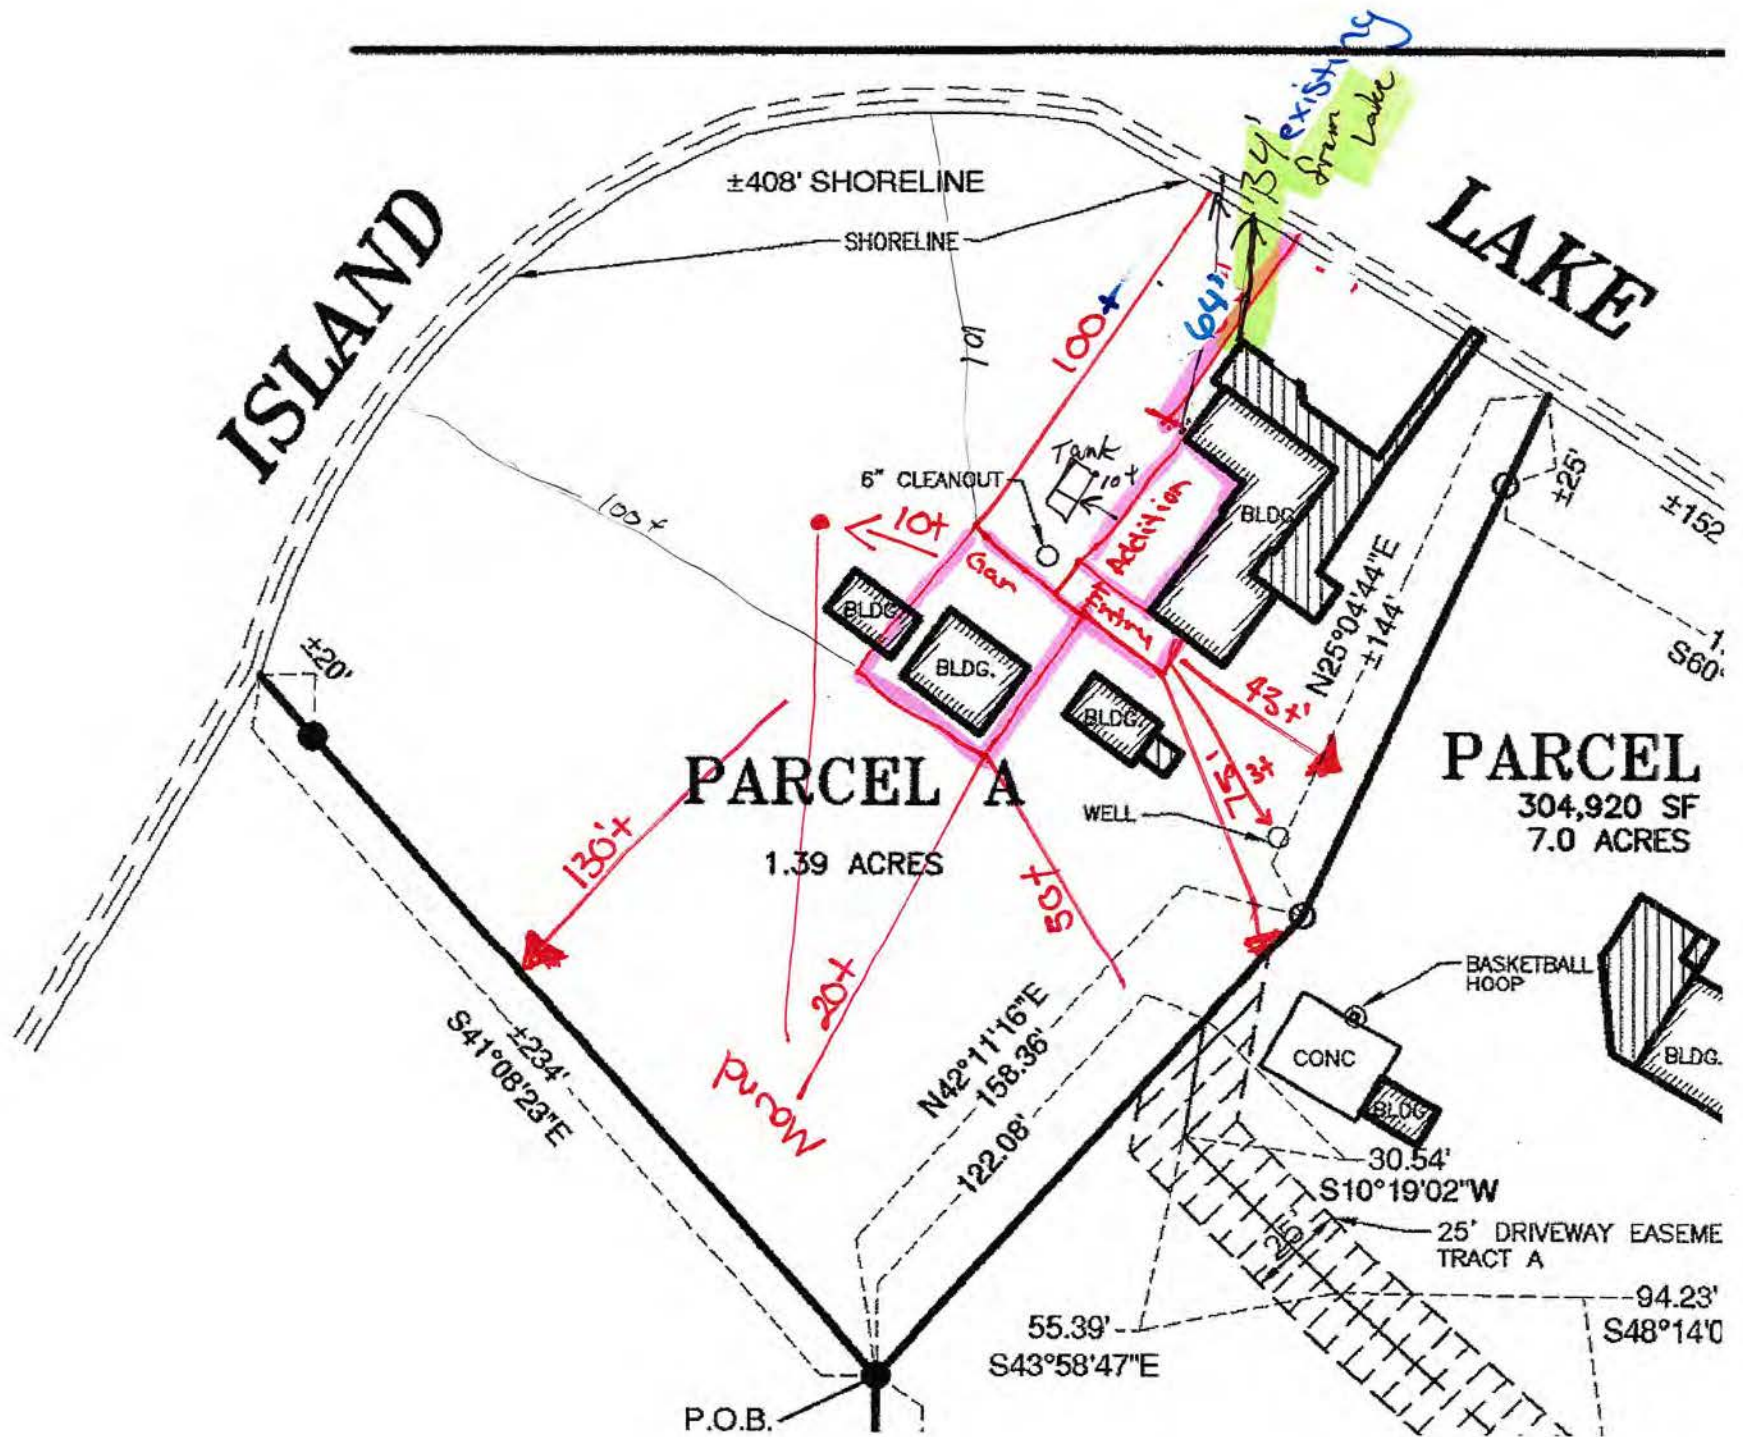 existing
34'
from
Lake
±408' SHORELINE
SHORELINE
ISLAND
LAKE
100+
64'
101
Tank
10+
6" CLEANOUT
10+
Gar
Addition
Entry
BLDG
BLDG
BLDG.
BLDG.
100+
±20'
±25'
±152
N25°04'44"E
±144'
S60°
43+'
3+
WELL
PARCEL A
1.39 ACRES
PARCEL
304,920 SF
7.0 ACRES
130'+
50+
20+
Mound
±234'
S41°08'23"E
N42°11'16"E
158.36'
122.08'
BASKETBALL
HOOP
CONC
BLDG
BLDG.
30.54'
S10°19'02"W
25'
25' DRIVEWAY EASEME
TRACT A
94.23'
S48°14'0
55.39'
S43°58'47"E
P.O.B.